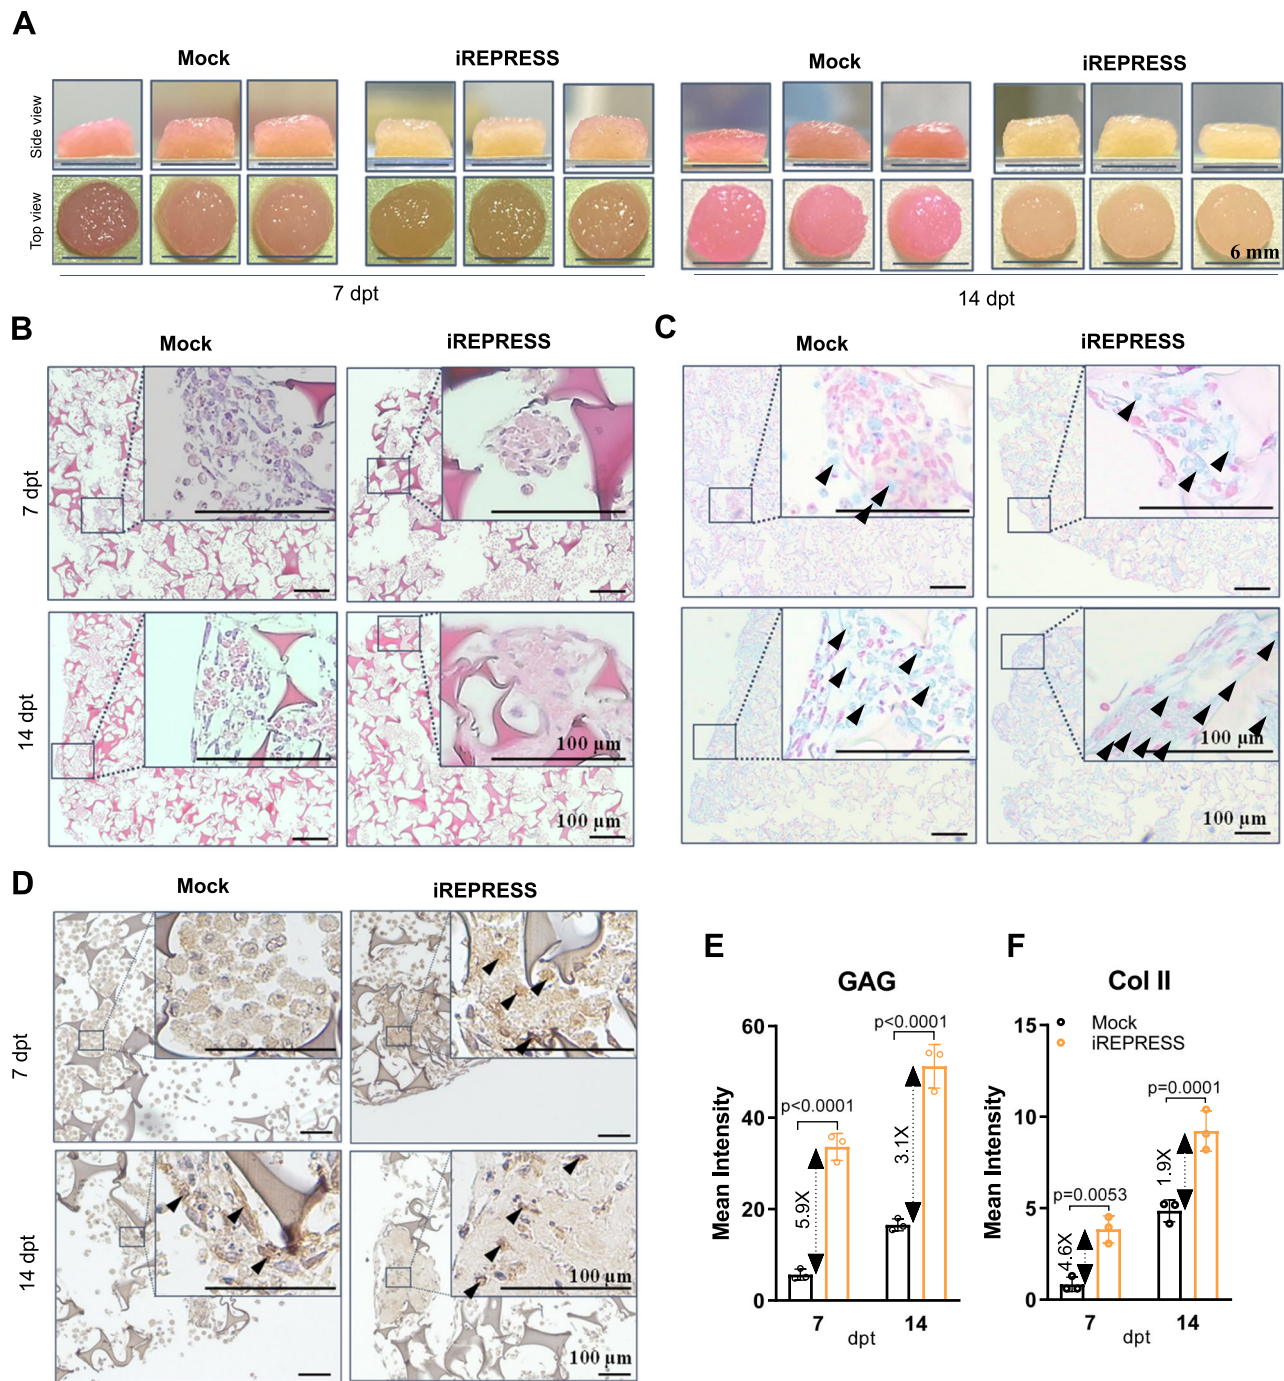 A
Mock
iREPRESS
Mock
iREPRESS
Side view
Top view
6 mm
7 dpt
14 dpt
B
Mock
iREPRESS
7 dpt
14 dpt
100 µm
100 µm
C
Mock
iREPRESS
100 µm
100 µm
D
Mock
iREPRESS
7 dpt
14 dpt
100 µm
100 µm
E
GAG
Mean Intensity
60
40
20
0
p<0.0001
p<0.0001
5.9X
3.1X
7
14
dpt
F
Col II
Mock
iREPRESS
Mean Intensity
15
10
5
0
p=0.0053
p=0.0001
4.6X
1.9X
7
14
dpt